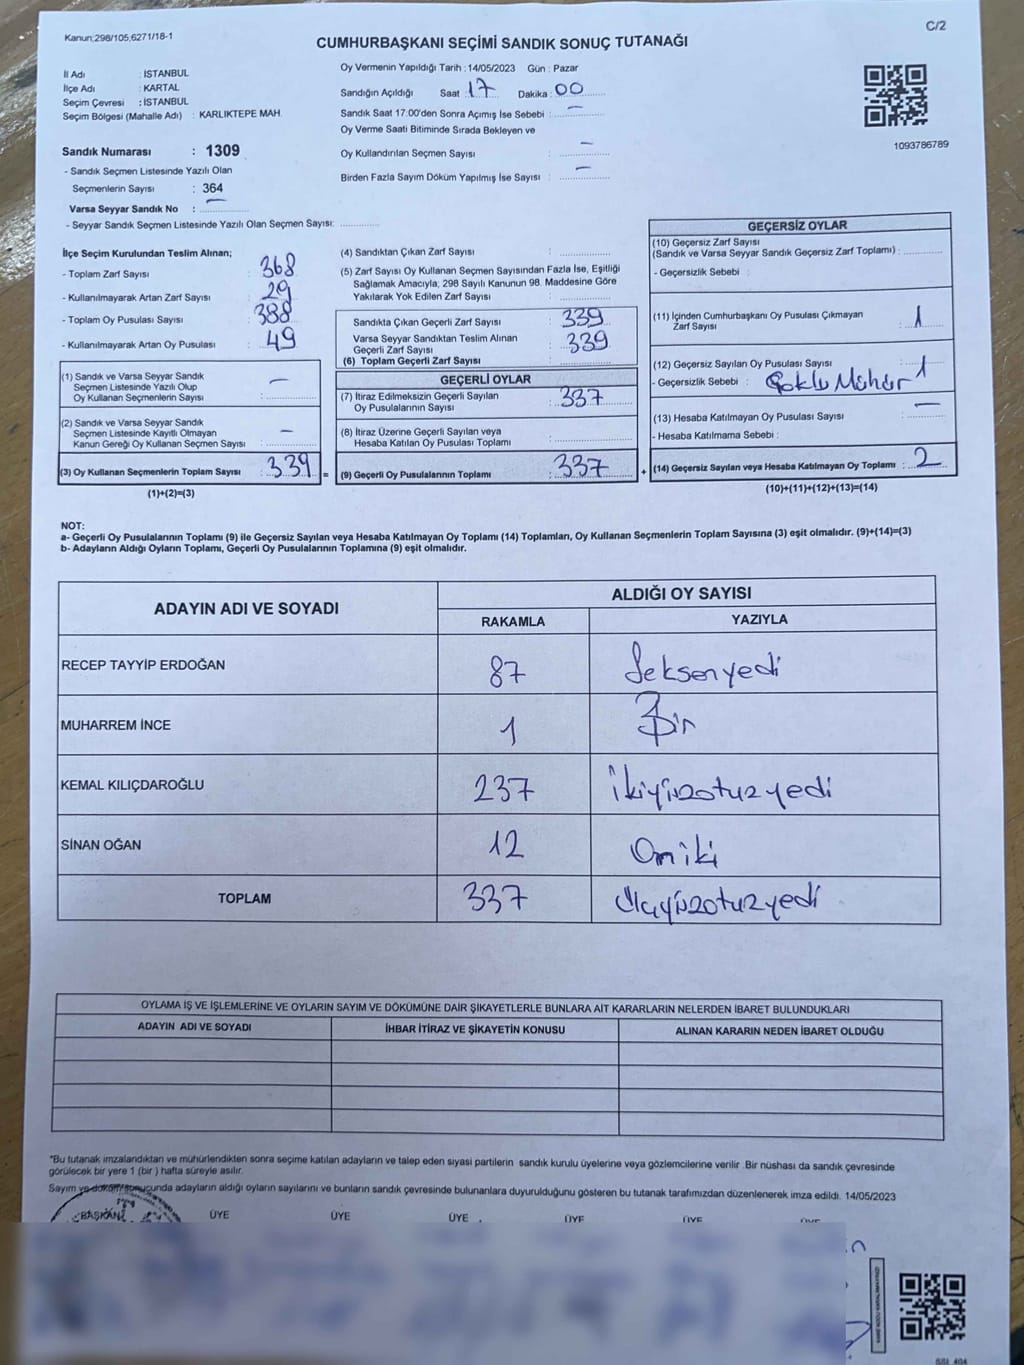 Kanun;298/105,6271/18-1
C/2
CUMHURBAŞKANI SEÇİMİ SANDIK SONUÇ TUTANAĞI
İl Adı : İSTANBUL
İlçe Adı : KARTAL
Seçim Çevresi : İSTANBUL
Seçim Bölgesi (Mahalle Adı) : KARLIKTEPE MAH.
Sandık Numarası : 1309
- Sandık Seçmen Listesinde Yazılı Olan
Seçmenlerin Sayısı : 364
Varsa Seyyar Sandık No : –
- Seyyar Sandık Seçmen Listesinde Yazılı Olan Seçmen Sayısı:
Oy Vermenin Yapıldığı Tarih : 14/05/2023 Gün : Pazar
Sandığın Açıldığı Saat : 17 Dakika : 00
Sandık Saat 17:00'den Sonra Açımış İse Sebebi : –
Oy Verme Saati Bitiminde Sırada Bekleyen ve
Oy Kullandırılan Seçmen Sayısı : –
Birden Fazla Sayım Döküm Yapılmış İse Sayısı : –
1093786789
İlçe Seçim Kurulundan Teslim Alınan;
- Toplam Zarf Sayısı : 368
- Kullanılmayarak Artan Zarf Sayısı : 29
- Toplam Oy Pusulası Sayısı : 388
- Kullanılmayarak Artan Oy Pusulası : 49
(1) Sandık ve Varsa Seyyar Sandık
Seçmen Listesinde Yazılı Olup
Oy Kullanan Seçmenlerin Sayısı : –
(2) Sandık ve Varsa Seyyar Sandık
Seçmen Listesinde Kayıtlı Olmayan
Kanun Gereği Oy Kullanan Seçmen Sayısı : –
(3) Oy Kullanan Seçmenlerin Toplam Sayısı : 339
(1)+(2)=(3)
(4) Sandıktan Çıkan Zarf Sayısı :
(5) Zarf Sayısı Oy Kullanan Seçmen Sayısından Fazla İse, Eşitliği
Sağlamak Amacıyla, 298 Sayılı Kanunun 98. Maddesine Göre
Yakılarak Yok Edilen Zarf Sayısı :
Sandıkta Çıkan Geçerli Zarf Sayısı : 339
Varsa Seyyar Sandıktan Teslim Alınan
Geçerli Zarf Sayısı : 339
(6) Toplam Geçerli Zarf Sayısı :
GEÇERLİ OYLAR
(7) İtiraz Edilmeksizin Geçerli Sayılan
Oy Pusulalarının Sayısı : 337
(8) İtiraz Üzerine Geçerli Sayılan veya
Hesaba Katılan Oy Pusulası Toplamı :
= (9) Geçerli Oy Pusulalarının Toplamı : 337 +
GEÇERSİZ OYLAR
(10) Geçersiz Zarf Sayısı
(Sandık ve Varsa Seyyar Sandık Geçersiz Zarf Toplamı) :
- Geçersizlik Sebebi :
(11) İçinden Cumhurbaşkanı Oy Pusulası Çıkmayan
Zarf Sayısı : 1
(12) Geçersiz Sayılan Oy Pusulası Sayısı : 1
- Geçersizlik Sebebi : Çoklu Mühür
(13) Hesaba Katılmayan Oy Pusulası Sayısı : –
- Hesaba Katılmama Sebebi :
(14) Geçersiz Sayılan veya Hesaba Katılmayan Oy Toplamı : 2
(10)+(11)+(12)+(13)=(14)
NOT:
a- Geçerli Oy Pusulalarının Toplamı (9) ile Geçersiz Sayılan veya Hesaba Katılmayan Oy Toplamı (14) Toplamları, Oy Kullanan Seçmenlerin Toplam Sayısına (3) eşit olmalıdır. (9)+(14)=(3)
b- Adayların Aldığı Oyların Toplamı, Geçerli Oy Pusulalarının Toplamına (9) eşit olmalıdır.
ADAYIN ADI VE SOYADI
ALDIĞI OY SAYISI
RAKAMLA YAZIYLA
RECEP TAYYİP ERDOĞAN 87 Seksenyedi
MUHARREM İNCE 1 Bir
KEMAL KILIÇDAROĞLU 237 İkiyüzotuzyedi
SİNAN OĞAN 12 Oniki
TOPLAM 337 Üçyüzotuzyedi
OYLAMA İŞ VE İŞLEMLERİNE VE OYLARIN SAYIM VE DÖKÜMÜNE DAİR ŞİKAYETLERLE BUNLARA AİT KARARLARIN NELERDEN İBARET BULUNDUKLARI
ADAYIN ADI VE SOYADI İHBAR İTİRAZ VE ŞİKAYETİN KONUSU ALINAN KARARIN NEDEN İBARET OLDUĞU
"Bu tutanak imzalandıktan ve mühürlendikten sonra seçime katılan adayların ve talep eden siyasi partilerin sandık kurulu üyelerine veya gözlemcilerine verilir .Bir nüshası da sandık çevresinde
görülecek bir yere 1 (bir ) hafta süreyle asılır.
Sayım ve döküm sonucunda adayların aldığı oyların sayılarını ve bunların sandık çevresinde bulunanlara duyurulduğunu gösteren bu tutanak tarafımızdan düzenlenerek imza edildi. 14/05/2023
BAŞKAN ÜYE ÜYE ÜYE ÜYE ÜYE ÜYE